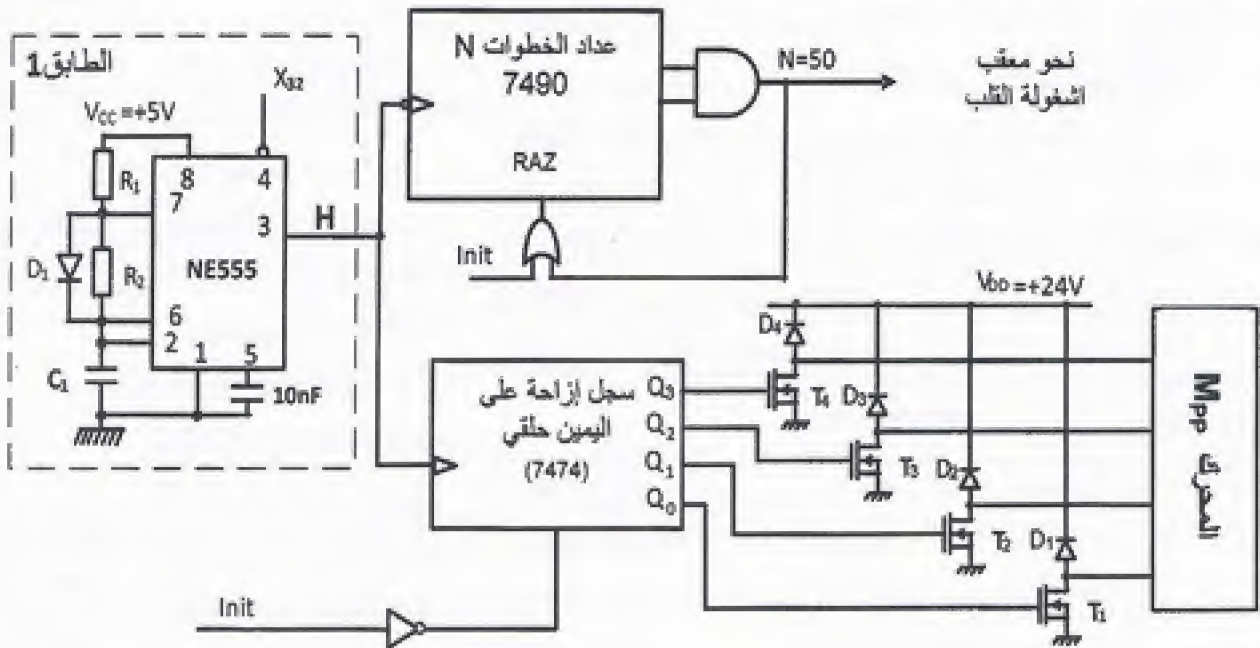 الطابق1
X32
VCC =+5V
R1
8
4
7
3
H
D1
R2
NE555
6
2
1
5
C1
10nF
عداد الخطوات N
7490
RAZ
N=50
نحو معقب
اشغولة القلب
Init
VDD =+24V
سجل إزاحة على
اليمين حلقي
(7474)
Q3
Q2
Q1
Q0
D4
T4
D3
T3
D2
T2
D1
T1
المحرك MPP
Init